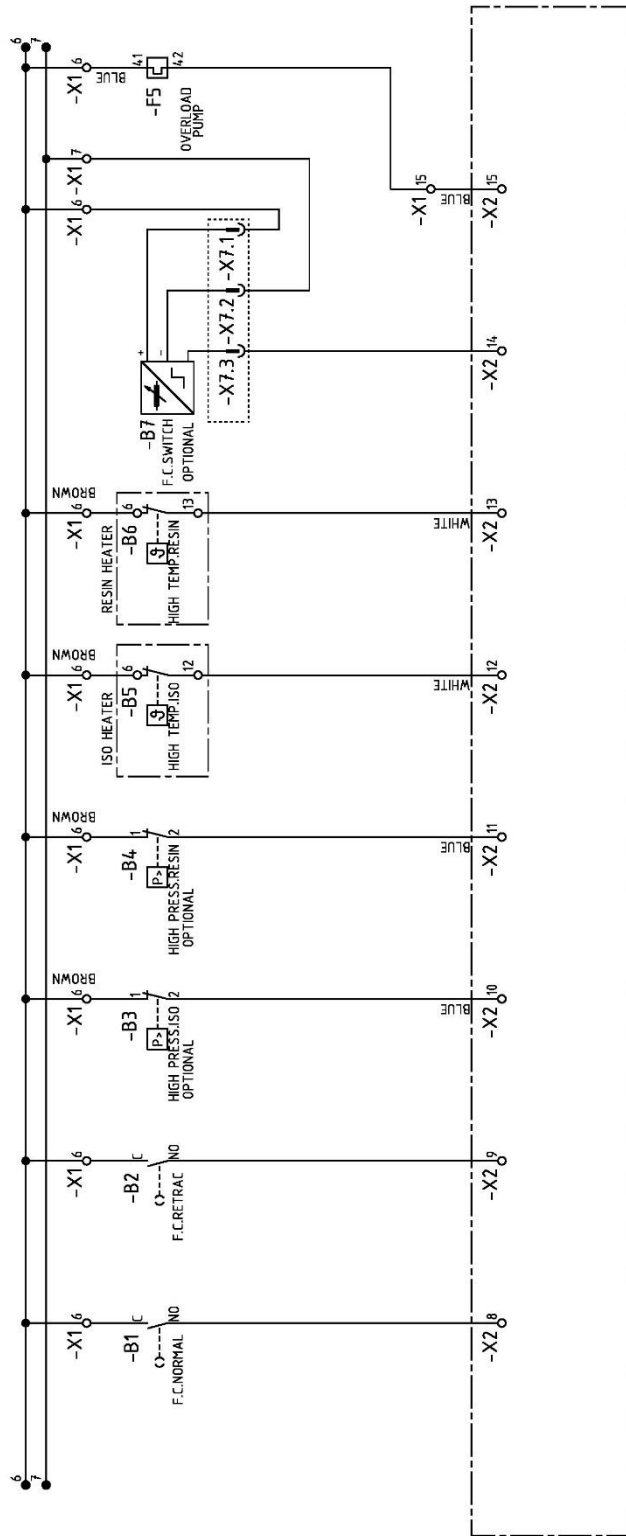 6
7
-X1 6
-B1
C
NO
F.C.NORMAL
-X2 8
-X1 6
-B2
C
NO
F.C.RETRAC
-X2 9
BROWN
-X1 6
-B3
1
P>
2
HIGH PRESS.ISO
OPTIONAL
BLUE
-X2 10
BROWN
-X1 6
-B4
1
P>
2
HIGH PRESS.RESIN
OPTIONAL
BLUE
-X2 11
BROWN
-X1 6
ISO HEATER
-B5
6
ϑ
HIGH TEMP.ISO
12
WHITE
-X2 12
BROWN
-X1 6
RESIN HEATER
-B6
6
ϑ
HIGH TEMP.RESIN
13
WHITE
-X2 13
-B7
+
-
F.C.SWITCH
OPTIONAL
-X7.3
-X7.2
-X7.1
-X2 14
-X1 6
-X1 7
-X1 6
BLUE
-F5
41
42
OVERLOAD
PUMP
-X1 15
BLUE
-X2 15
6
7